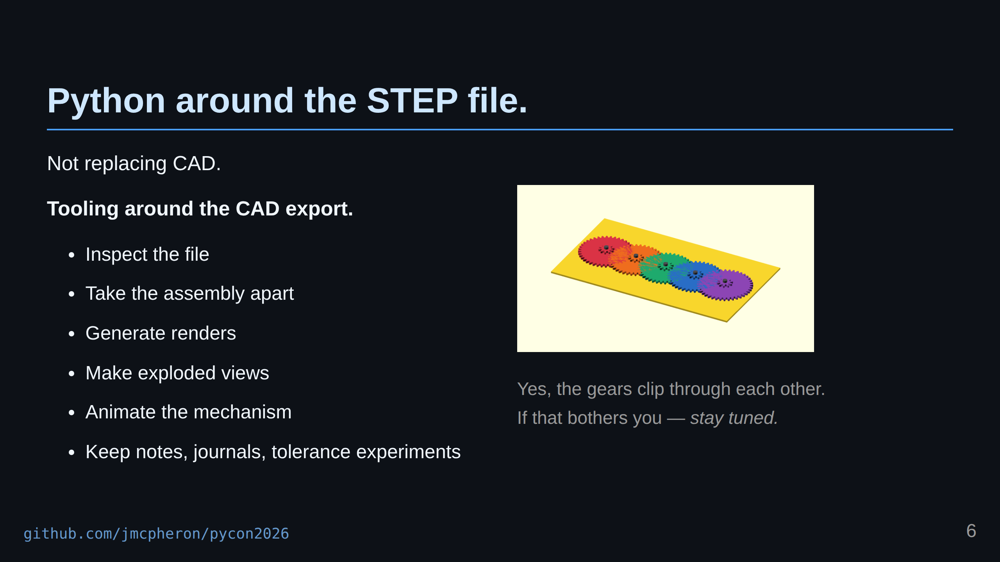 Python around the STEP file.
Not replacing CAD.
Tooling around the CAD export.
• Inspect the file
• Take the assembly apart
• Generate renders
• Make exploded views
• Animate the mechanism
• Keep notes, journals, tolerance experiments
Yes, the gears clip through each other.
If that bothers you — stay tuned.
github.com/jmcpheron/pycon2026
6